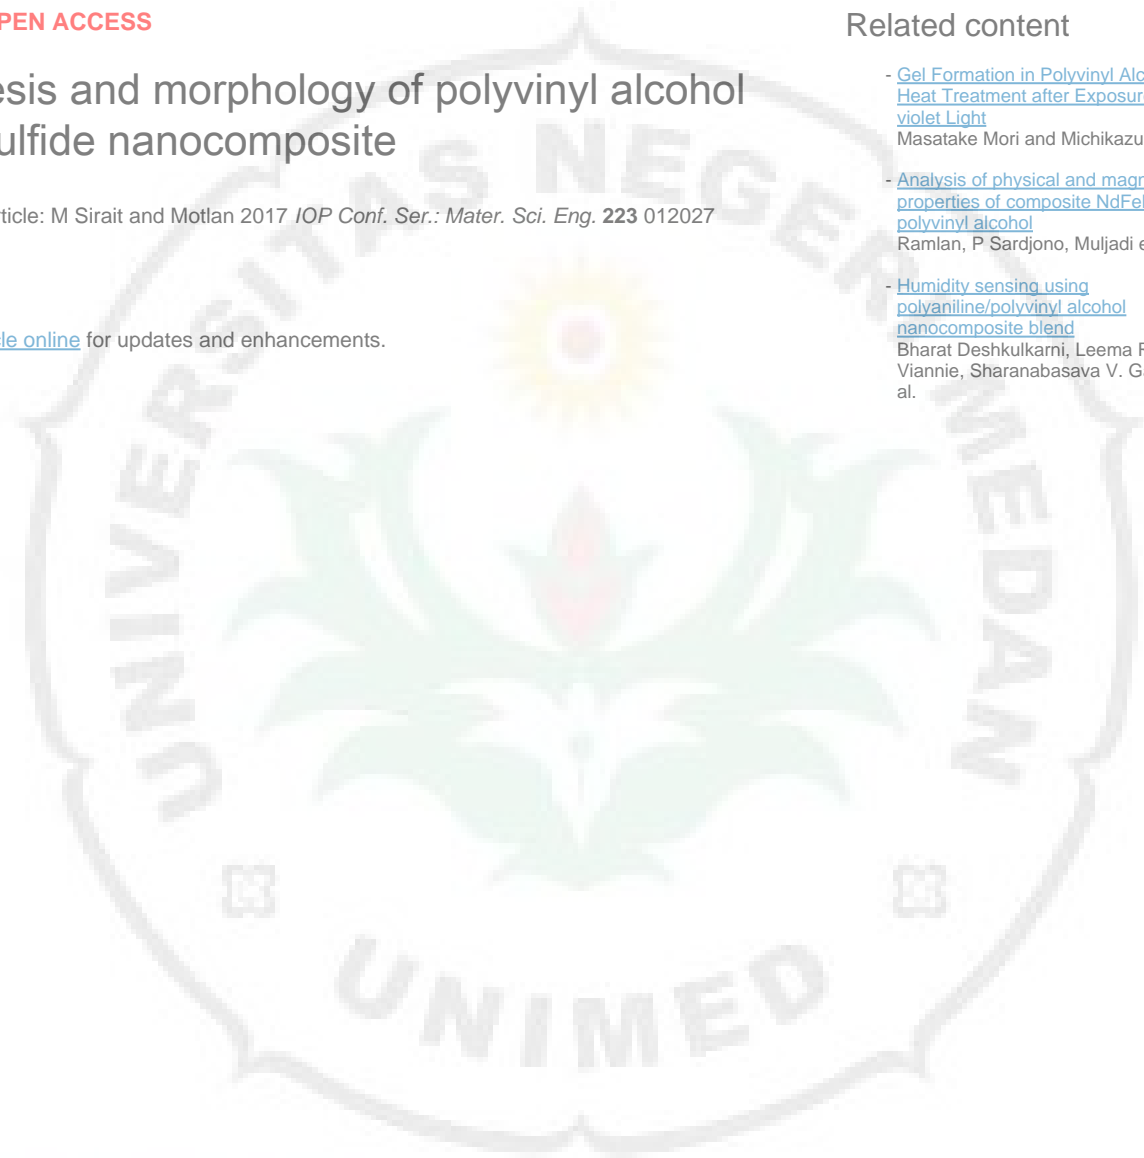 PEN ACCESS
esis and morphology of polyvinyl alcohol
ulfide nanocomposite
rticle: M Sirait and Motlan 2017 IOP Conf. Ser.: Mater. Sci. Eng. 223 012027
cle online for updates and enhancements.
Related content
- Gel Formation in Polyvinyl Alc
Heat Treatment after Exposur
violet Light
Masatake Mori and Michikazu
- Analysis of physical and magn
properties of composite NdFe
polyvinyl alcohol
Ramlan, P Sardjono, Muljadi e
- Humidity sensing using
polyaniline/polyvinyl alcohol
nanocomposite blend
Bharat Deshkulkarni, Leema
Viannie, Sharanabasava V. G
al.
UNIVERSITAS NEGERI MEDAN
UNIMED